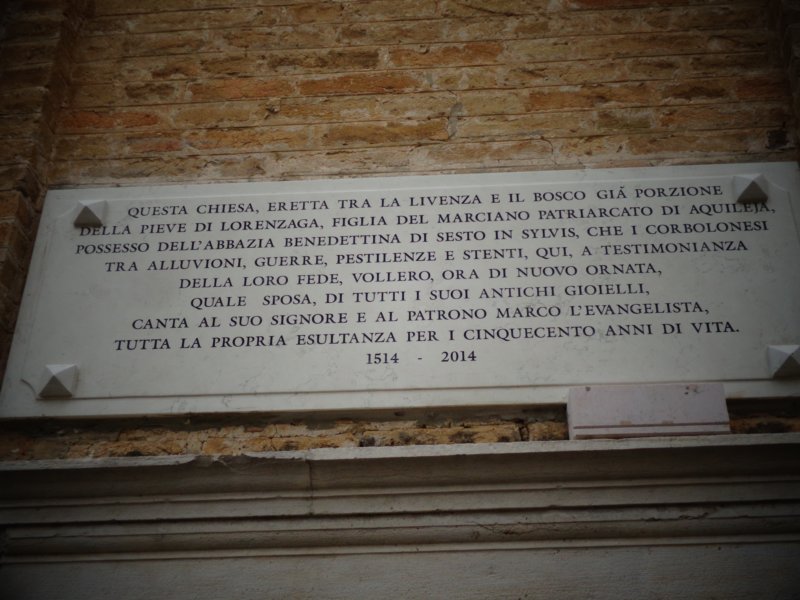 QUESTA CHIESA, ERETTA TRA LA LIVENZA E IL BOSCO GIÃ PORZIONE
DELLA PIEVE DI LORENZAGA, FIGLIA DEL MARCIANO PATRIARCATO DI AQUILEJA,
POSSESSO DELL'ABBAZIA BENEDETTINA DI SESTO IN SYLVIS, CHE I CORBOLONESI
TRA ALLUVIONI, GUERRE, PESTILENZE E STENTI, QUI, A TESTIMONIANZA
DELLA LORO FEDE, VOLLERO, ORA DI NUOVO ORNATA,
QUALE SPOSA, DI TUTTI I SUOI ANTICHI GIOIELLI,
CANTA AL SUO SIGNORE E AL PATRONO MARCO L'EVANGELISTA,
TUTTA LA PROPRIA ESULTANZA PER I CINQUECENTO ANNI DI VITA.
1514 - 2014